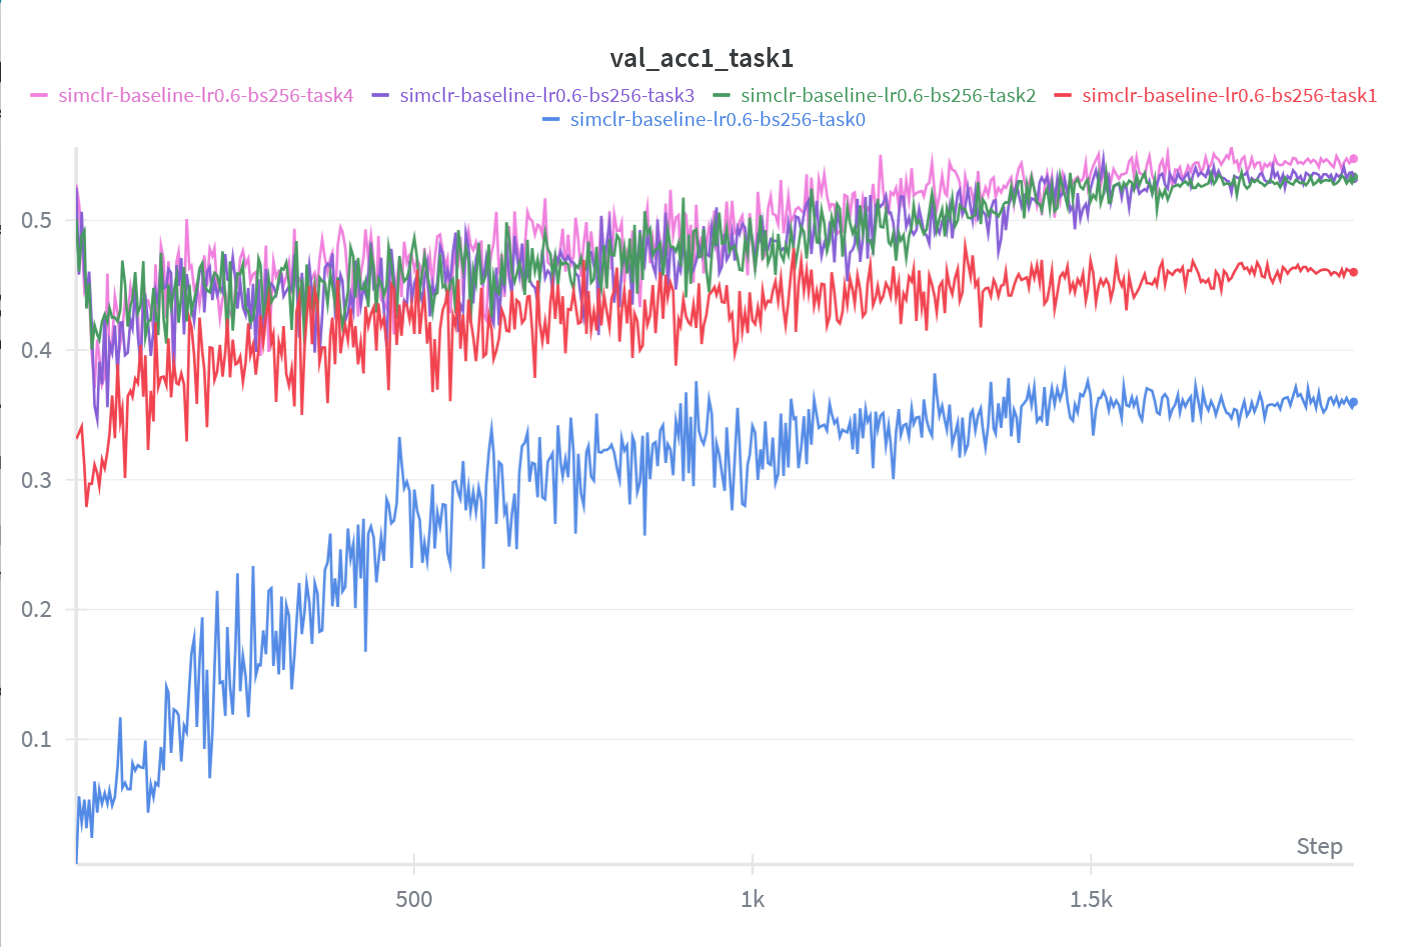 val_acc1_task1
simclr-baseline-lr0.6-bs256-task4 simclr-baseline-lr0.6-bs256-task3 simclr-baseline-lr0.6-bs256-task2 simclr-baseline-lr0.6-bs256-task1
simclr-baseline-lr0.6-bs256-task0
0.5
0.4
0.3
0.2
0.1
Step
500 1k 1.5k